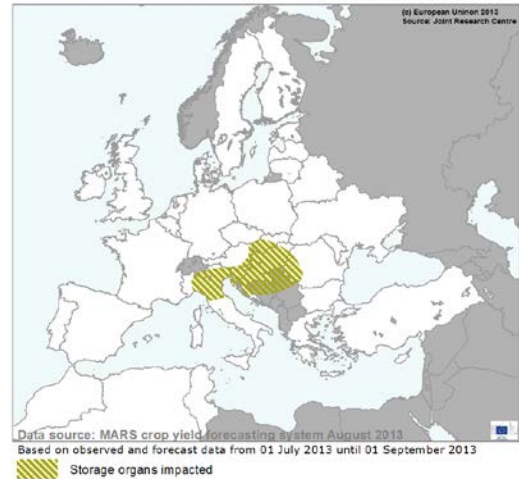 (c) European Uninon 2013
Source: Joint Research Centre
Data source: MARS crop yield forecasting system August 2013
Based on observed and forecast data from 01 July 2013 until 01 September 2013
Storage organs impacted